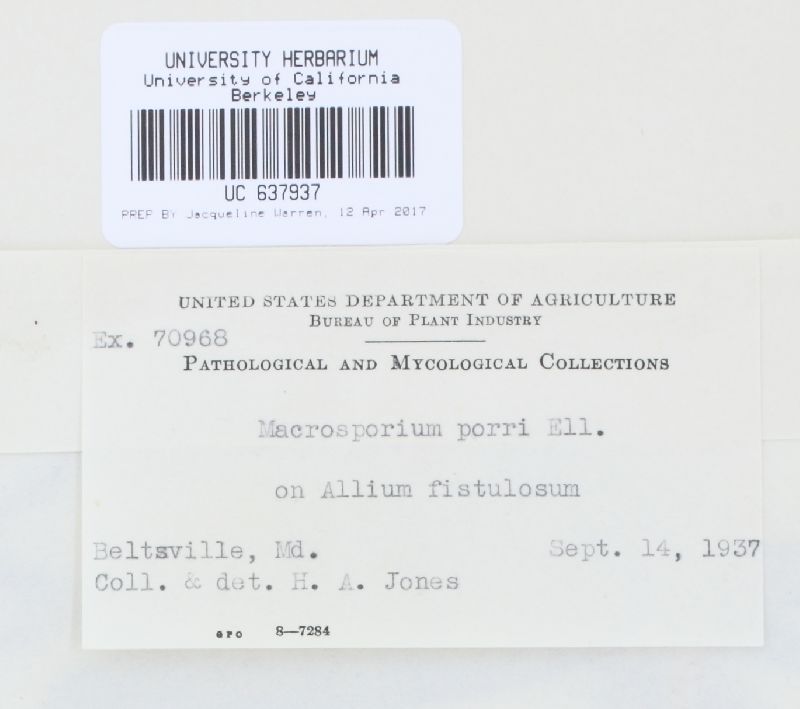 UNIVERSITY HERBARIUM
University of California
Berkeley
UC 637937
PREP BY Jacqueline Warren, 12 Apr 2017
UNITED STATES DEPARTMENT OF AGRICULTURE
BUREAU OF PLANT INDUSTRY
Ex. 70968
PATHOLOGICAL AND MYCOLOGICAL COLLECTIONS
Macrosporium porri Ell.
on Allium fistulosum
Beltsville, Md. Sept. 14, 1937
Coll. & det. H. A. Jones
GPO 8—7284